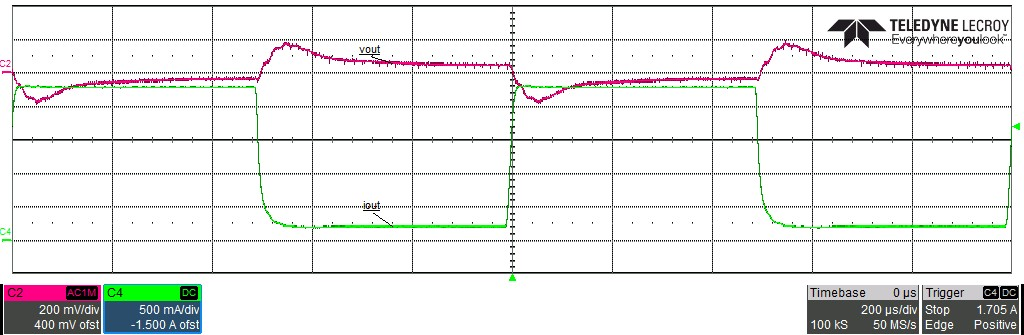 TELEDYNE LECROY
Everywhereyoulook™
vout
C2
iout
C4
C2 AC1M
200 mV/div
400 mV ofst
C4 DC
500 mA/div
-1.500 A ofst
Timebase 0 µs
200 µs/div
100 kS 50 MS/s
Trigger C4 DC
Stop 1.705 A
Edge Positive